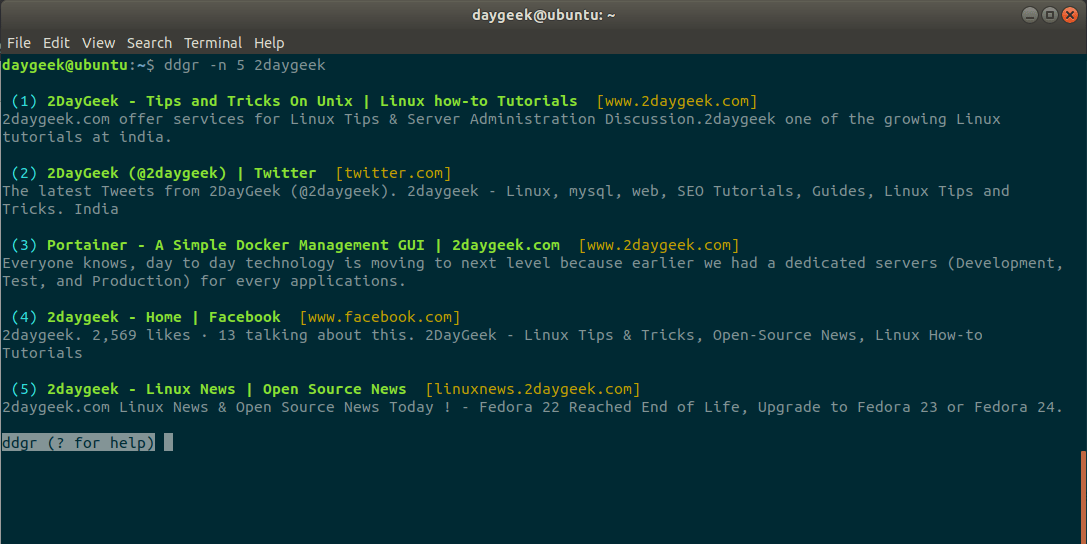 daygeek@ubuntu: ~
File Edit View Search Terminal Help
daygeek@ubuntu:~$ ddgr -n 5 2daygeek
(1) 2DayGeek - Tips and Tricks On Unix | Linux how-to Tutorials [www.2daygeek.com]
2daygeek.com offer services for Linux Tips & Server Administration Discussion.2daygeek one of the growing Linux
tutorials at india.
(2) 2DayGeek (@2daygeek) | Twitter [twitter.com]
The latest Tweets from 2DayGeek (@2daygeek). 2daygeek - Linux, mysql, web, SEO Tutorials, Guides, Linux Tips and
Tricks. India
(3) Portainer - A Simple Docker Management GUI | 2daygeek.com [www.2daygeek.com]
Everyone knows, day to day technology is moving to next level because earlier we had a dedicated servers (Development,
Test, and Production) for every applications.
(4) 2daygeek - Home | Facebook [www.facebook.com]
2daygeek. 2,569 likes · 13 talking about this. 2DayGeek - Linux Tips & Tricks, Open-Source News, Linux How-to
Tutorials
(5) 2daygeek - Linux News | Open Source News [linuxnews.2daygeek.com]
2daygeek.com Linux News & Open Source News Today ! - Fedora 22 Reached End of Life, Upgrade to Fedora 23 or Fedora 24.
ddgr (? for help)